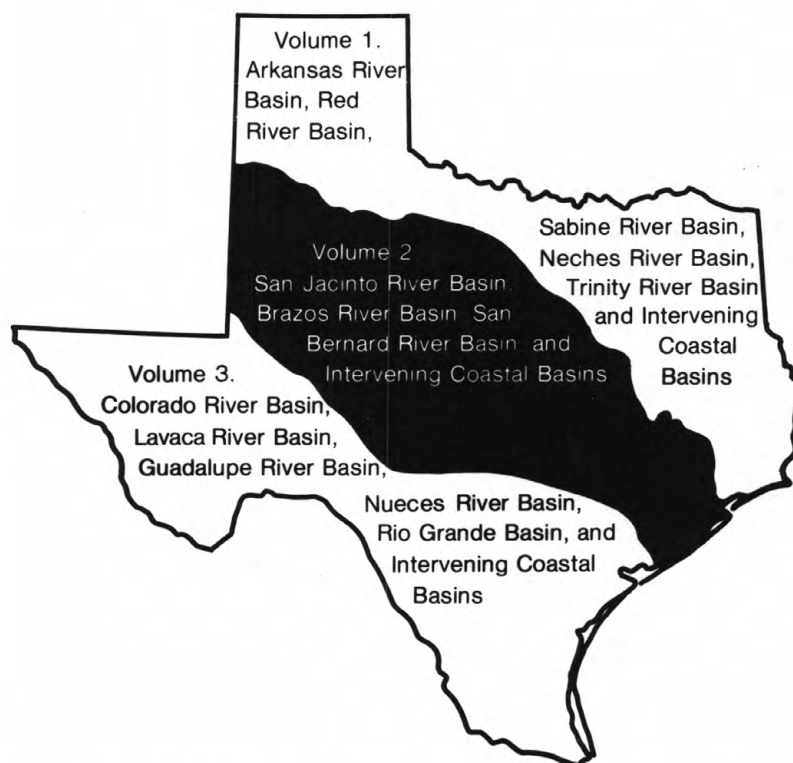 Volume 1.
Arkansas River
Basin, Red
River Basin,
Sabine River Basin,
Neches River Basin,
Trinity River Basin
and Intervening
Coastal
Basins
Volume 2
San Jacinto River Basin.
Brazos River Basin San
Bernard River Basin and
Intervening Coastal Basins
Volume 3.
Colorado River Basin,
Lavaca River Basin,
Guadalupe River Basin,
Nueces River Basin,
Rio Grande Basin, and
Intervening Coastal
Basins